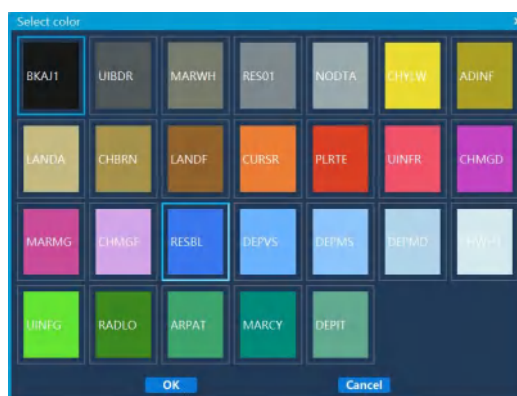 Select color
BKAJ1 UIBDR MARWH RES01 NODTA CHYLW ADINF
LANDA CHBRN LANDF CURSR PLRTE UINFR CHMGD
MARMG CHMGF RESBL DEPVS DEPMS DEPMD CHWHT
UINFG RADLO ARPAT MARCY DEPIT
OK Cancel